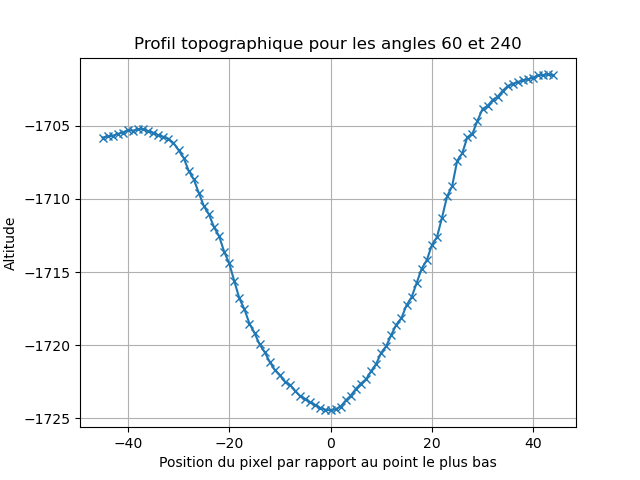 Profil topographique pour les angles 60 et 240
−1705
−1710
−1715
−1720
−1725
Altitude
−40 −20 0 20 40
Position du pixel par rapport au point le plus bas